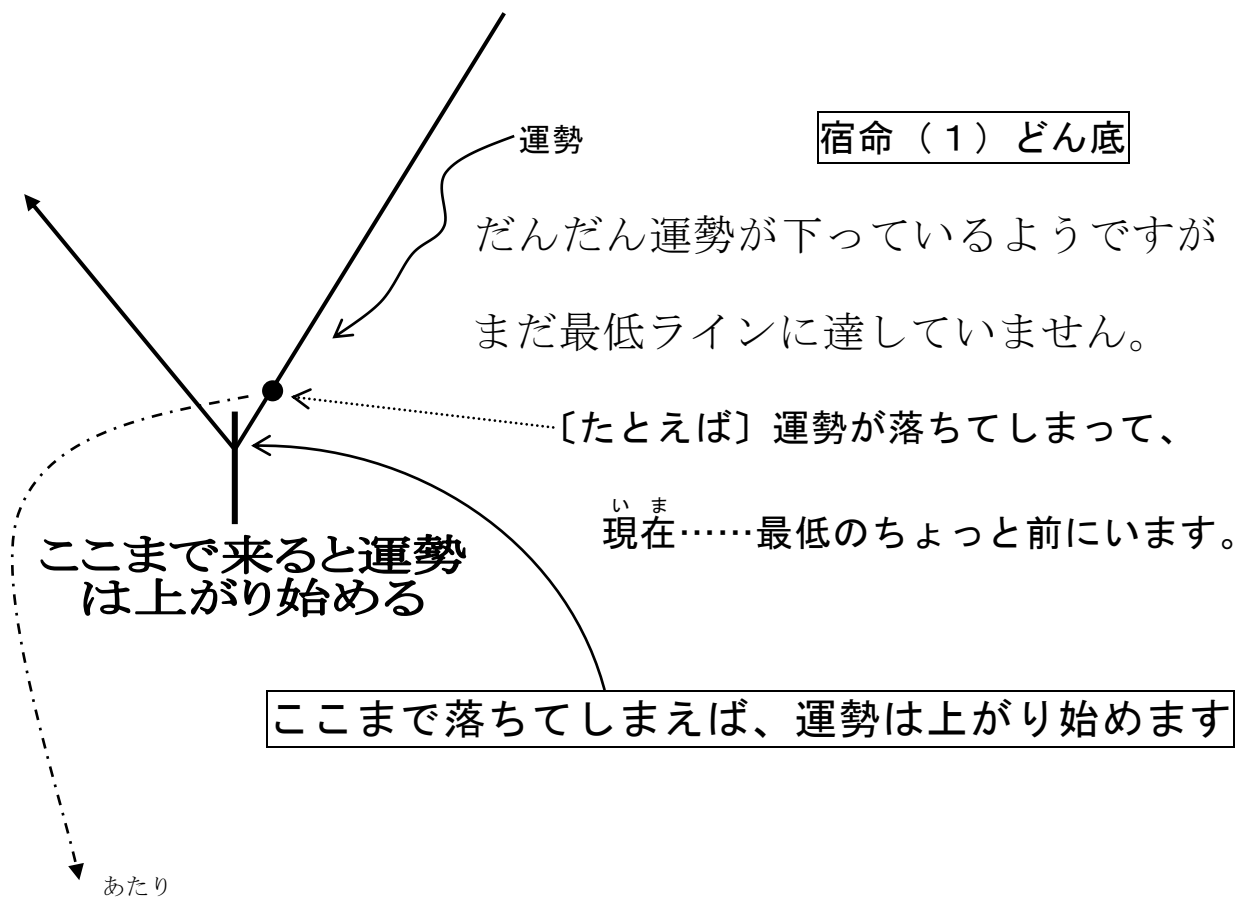 運勢
宿命（１）どん底
だんだん運勢が下っているようですが
まだ最低ラインに達していません。
〔たとえば〕運勢が落ちてしまって、
いま
現在……最低のちょっと前にいます。
ここまで来ると運勢
は上がり始める
ここまで落ちてしまえば、運勢は上がり始めます
あたり